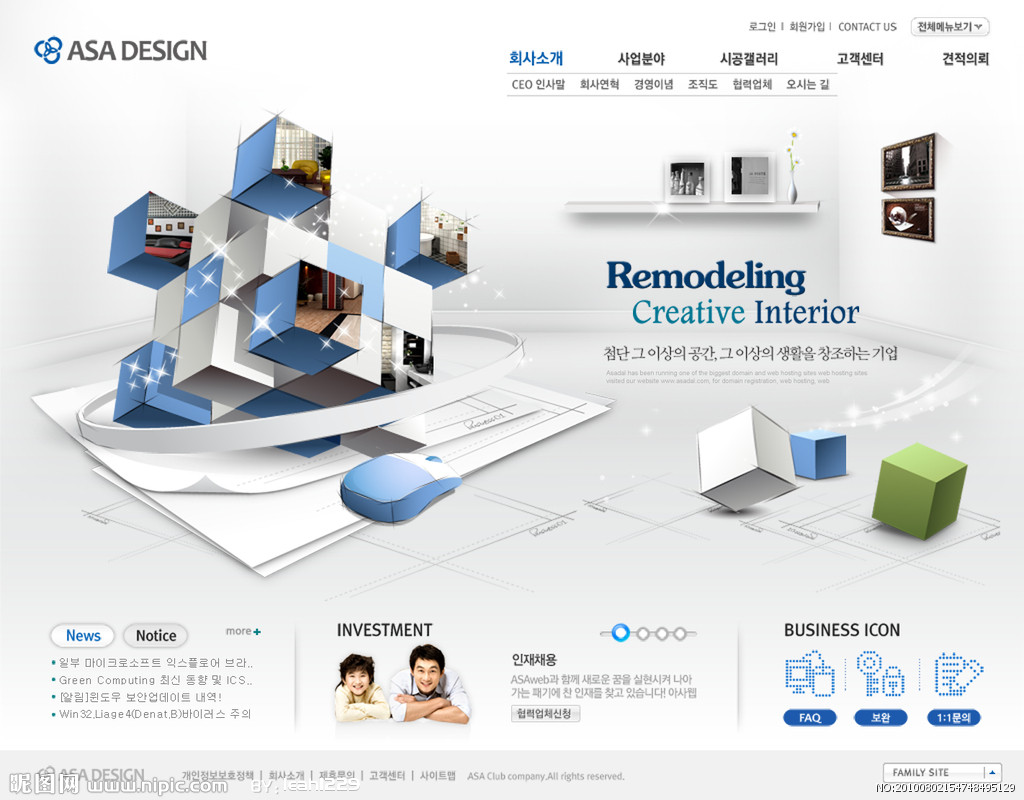 로그인 | 회원가입 | CONTACT US 전체메뉴보기
ASA DESIGN
회사소개 사업분야 시공갤러리 고객센터 견적의뢰
CEO 인사말 회사연혁 경영이념 조직도 협력업체 오시는 길
Remodeling
Creative Interior
첨단 그 이상의 공간, 그 이상의 생활을 창조하는 기업
Asadal has been running one of the biggest domain and web hosting sites web hosting sites
visited our website www.asadal.com, for domain registration, web hosting, web
News Notice more+
일부 마이크로소프트 익스플로어 브라..
Green Computing 최신 동향 및 ICS..
[알림]윈도우 보안업데이트 내역!
Win32,Liage4(Denat,B)바이러스 주의
INVESTMENT
인재채용
ASAweb과 함께 새로운 꿈을 실현시켜 나아
가는 패기에 찬 인재를 찾고 있습니다! 아사웹
협력업체신청
BUSINESS ICON
FAQ 보완 1:1문의
ASA DESIGN
개인정보보호정책 | 회사소개 | 제휴문의 | 고객센터 | 사이트맵 ASA Club company.All rights reserved.
FAMILY SITE
昵图网 www.nipic.com BY:
NO:20100802154748495129